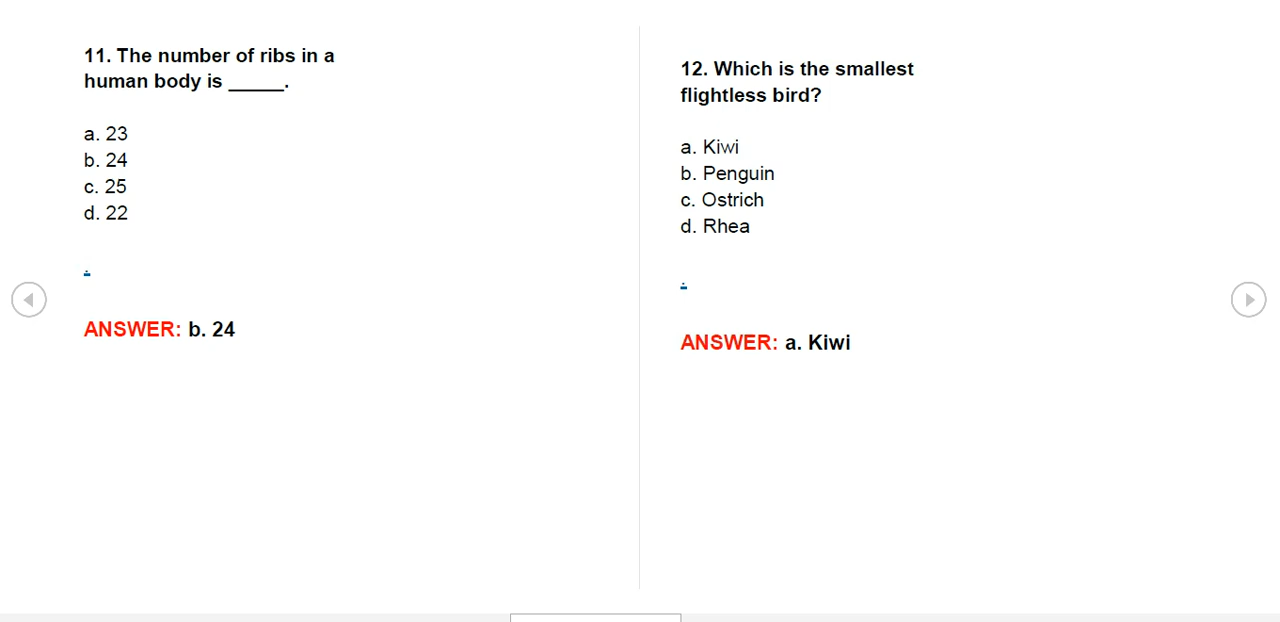 11. The number of ribs in a
human body is _____.
a. 23
b. 24
c. 25
d. 22
.
ANSWER: b. 24
12. Which is the smallest
flightless bird?
a. Kiwi
b. Penguin
c. Ostrich
d. Rhea
.
ANSWER: a. Kiwi